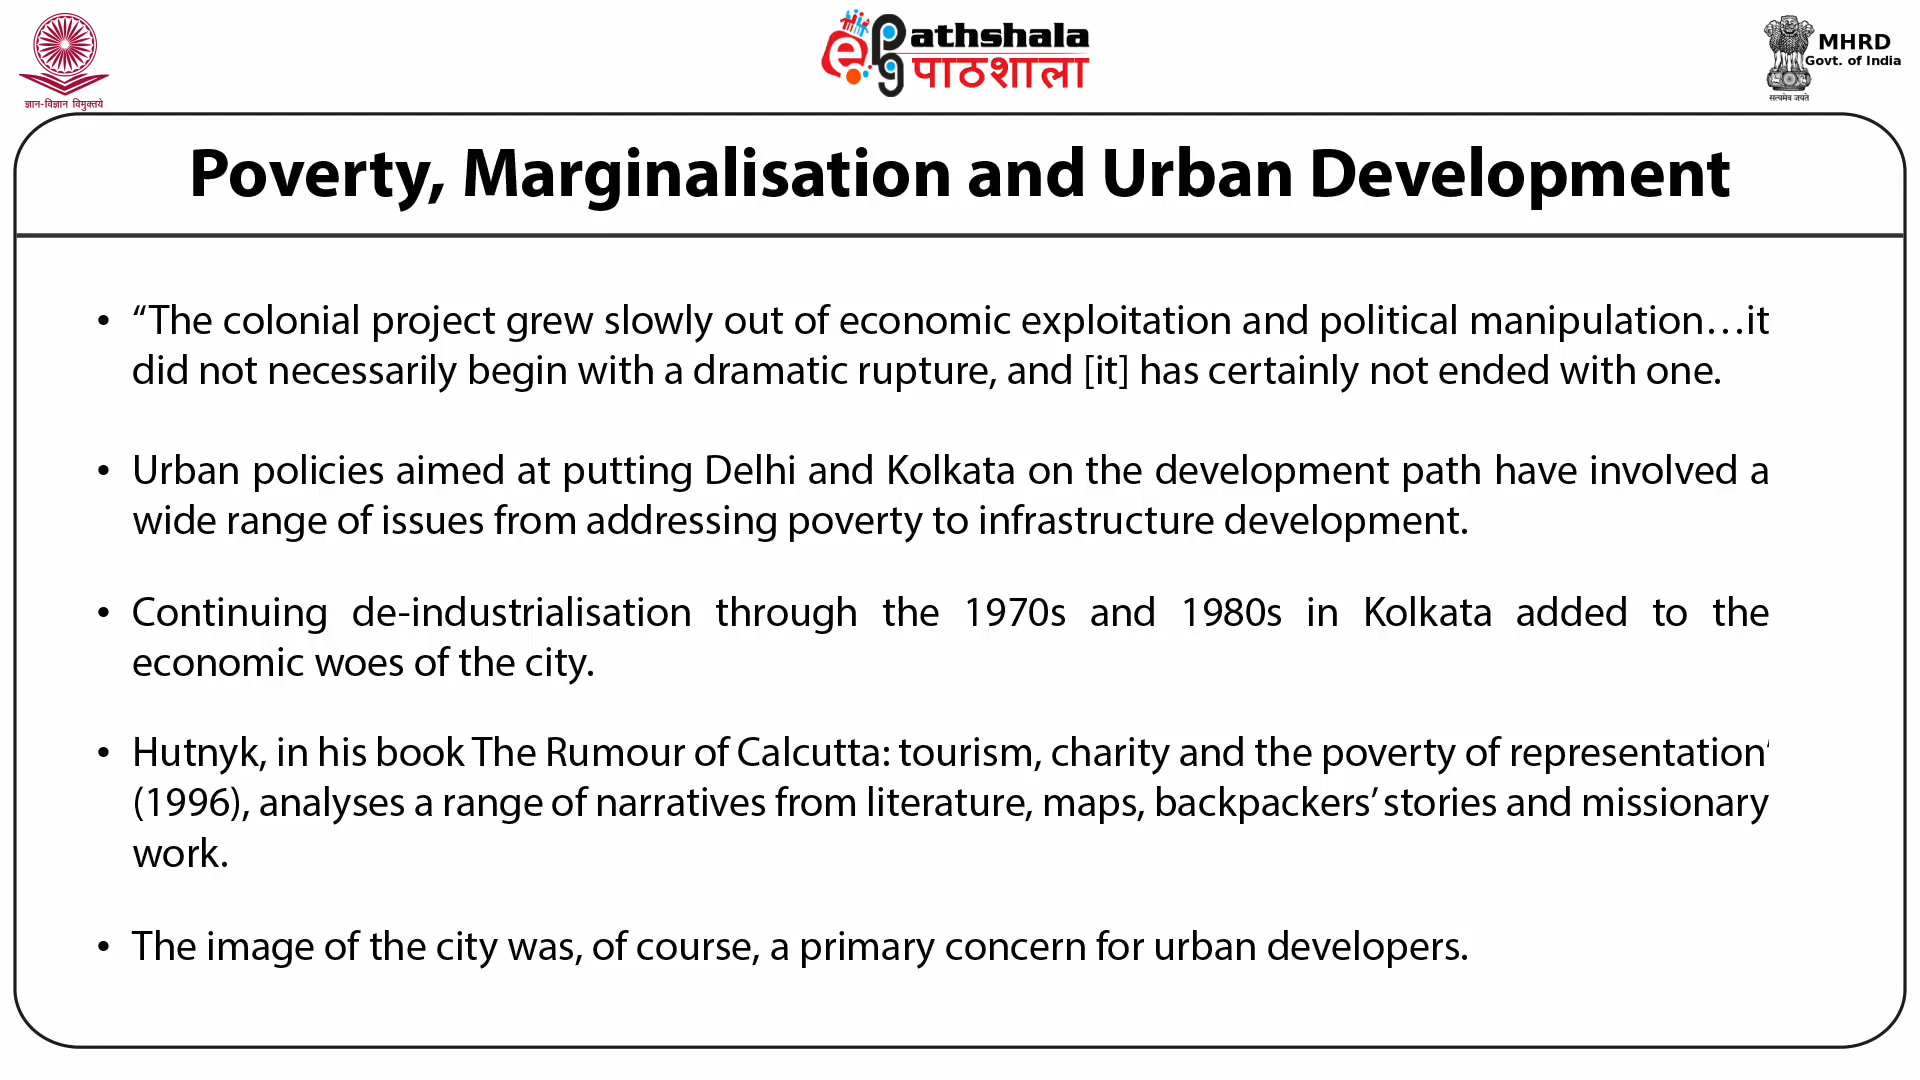 ज्ञान-विज्ञान विमुक्तये
ePG
athshala
पाठशाला
MHRD
Govt. of India
सत्यमेव जयते
Poverty, Marginalisation and Urban Development
• “The colonial project grew slowly out of economic exploitation and political manipulation…it
did not necessarily begin with a dramatic rupture, and [it] has certainly not ended with one.
• Urban policies aimed at putting Delhi and Kolkata on the development path have involved a
wide range of issues from addressing poverty to infrastructure development.
• Continuing de-industrialisation through the 1970s and 1980s in Kolkata added to the
economic woes of the city.
• Hutnyk, in his book The Rumour of Calcutta: tourism, charity and the poverty of representation’
(1996), analyses a range of narratives from literature, maps, backpackers’ stories and missionary
work.
• The image of the city was, of course, a primary concern for urban developers.